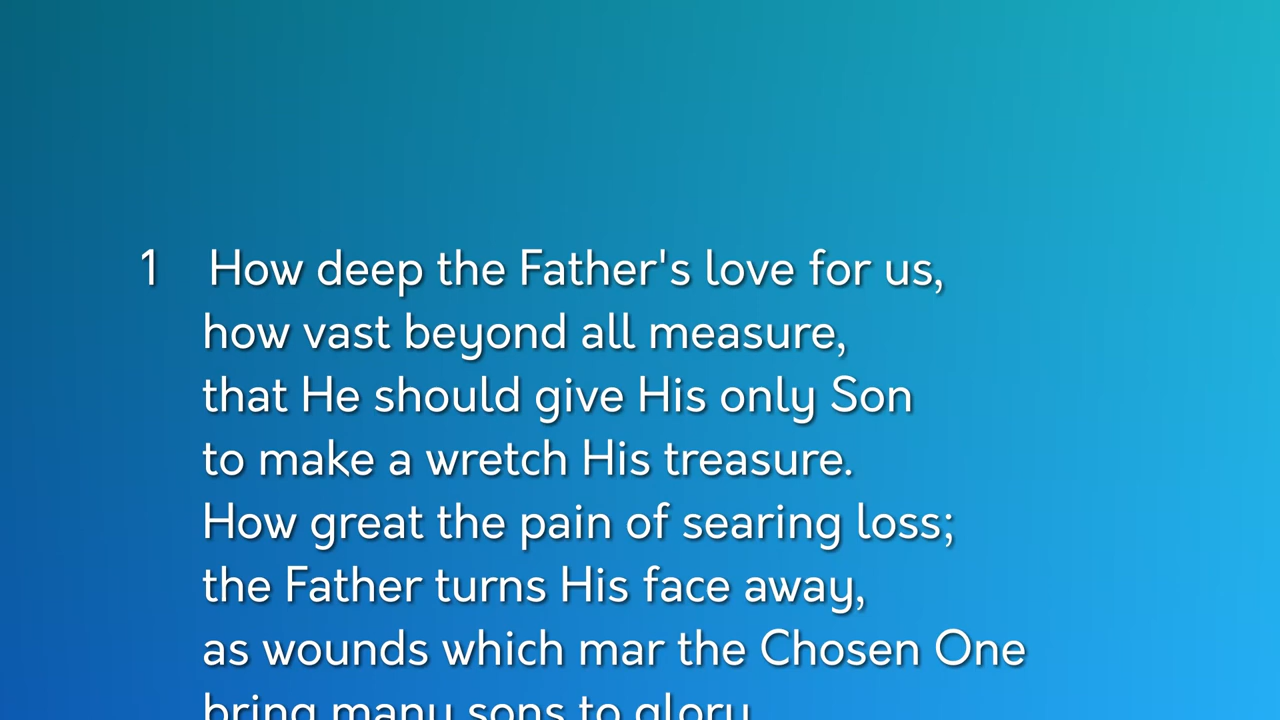 1 How deep the Father's love for us,
how vast beyond all measure,
that He should give His only Son
to make a wretch His treasure.
How great the pain of searing loss;
the Father turns His face away,
as wounds which mar the Chosen One
bring many sons to glory